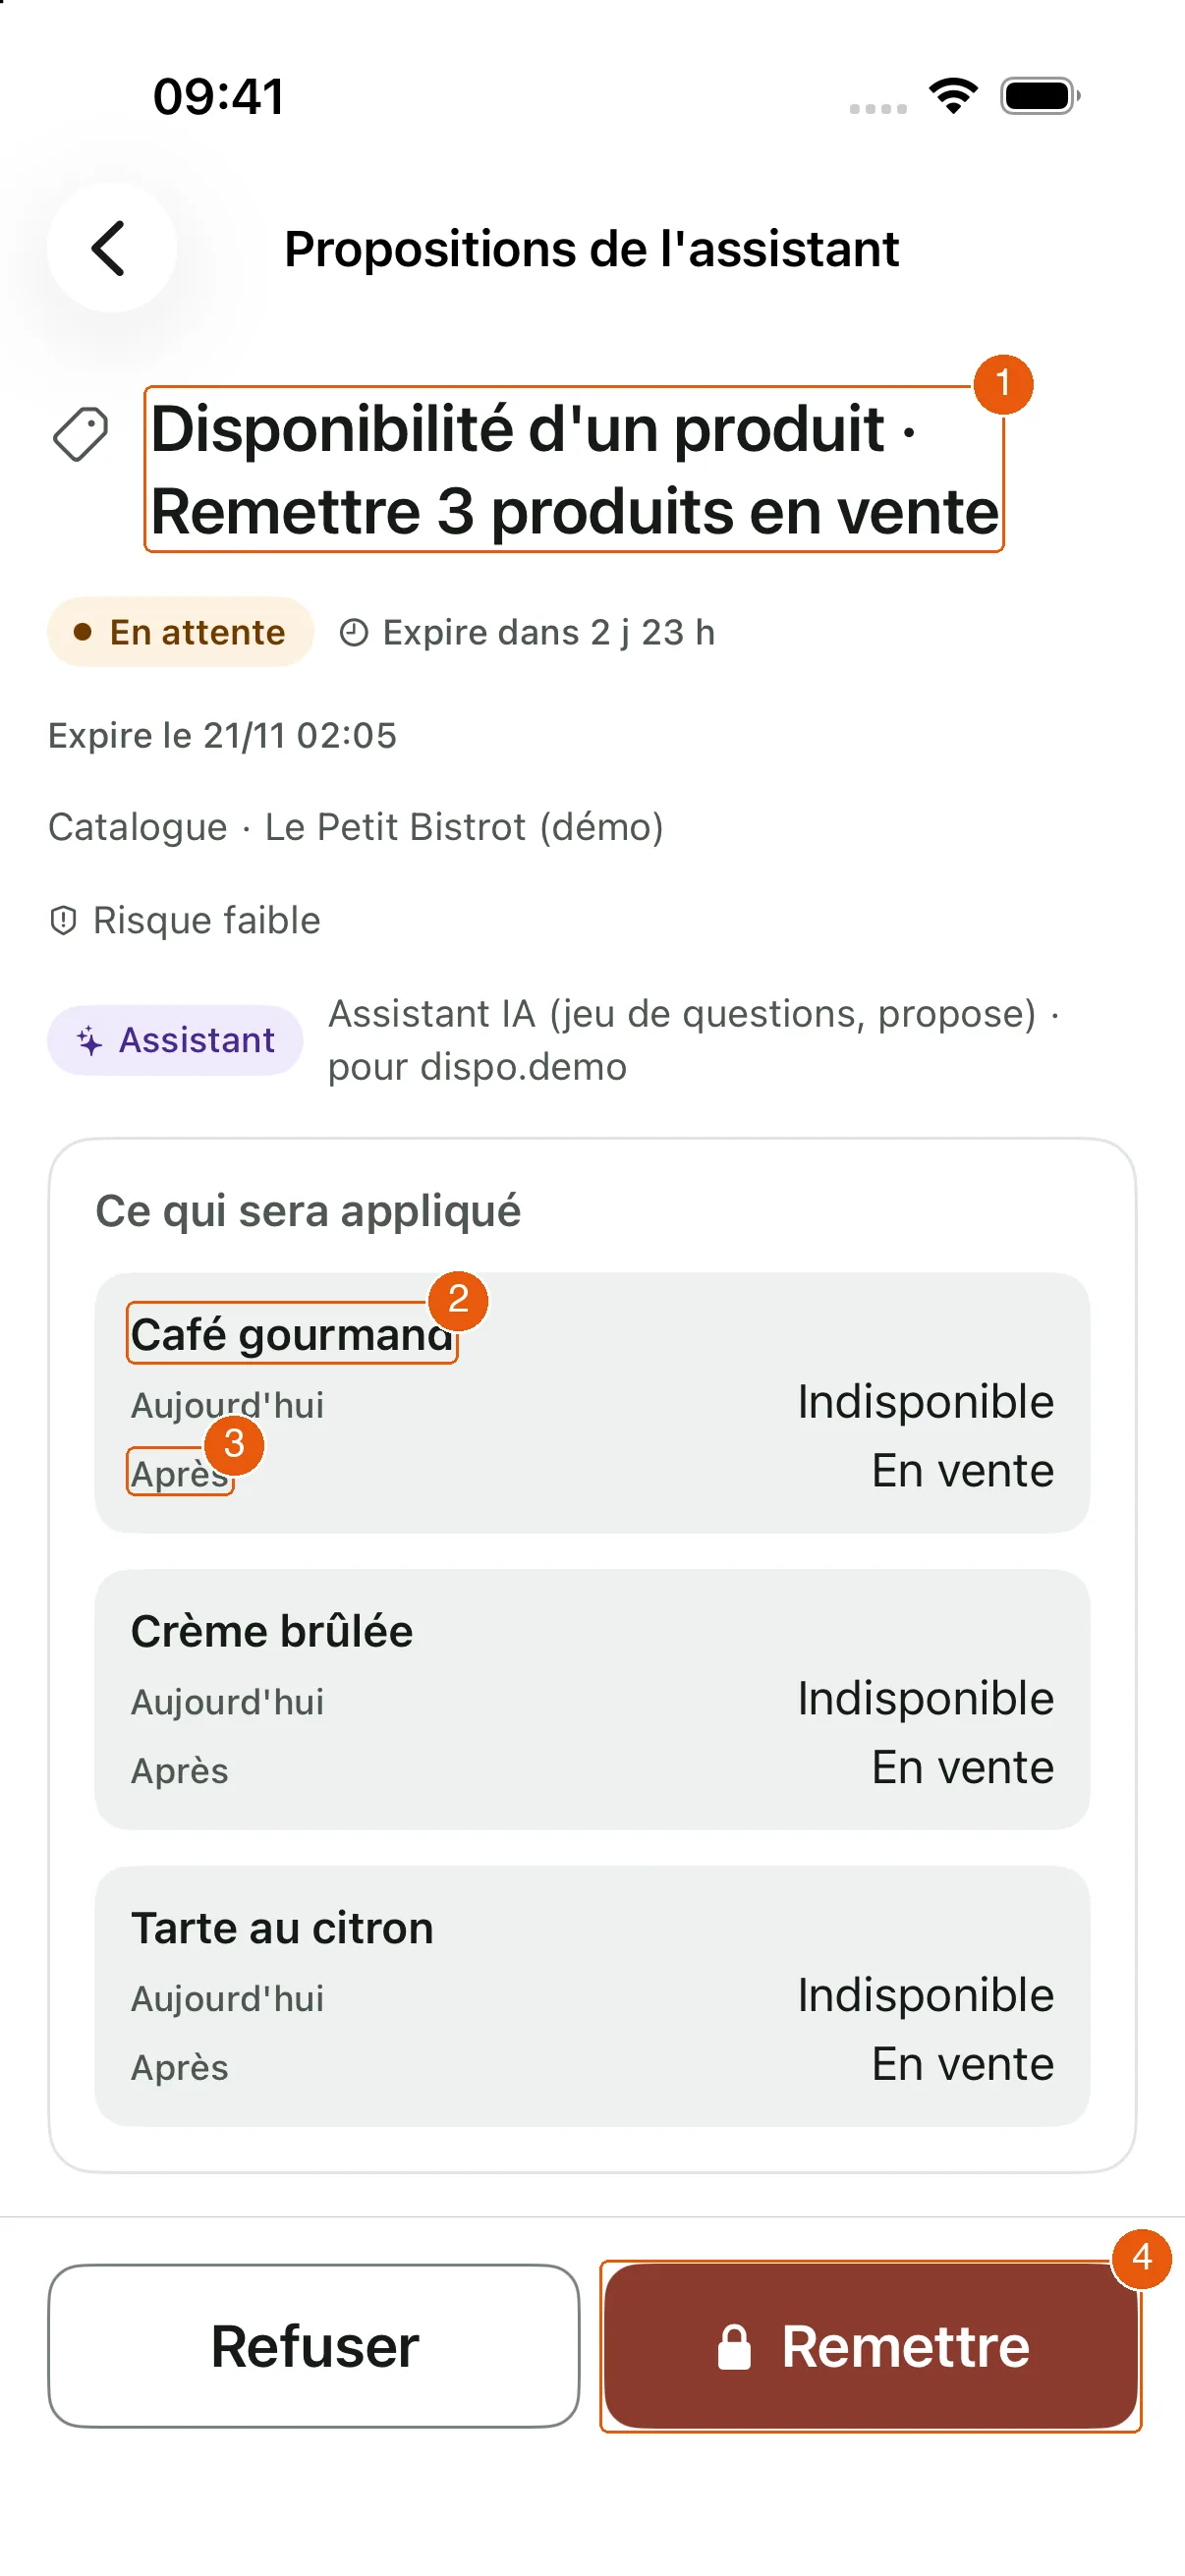 09:41
Propositions de l'assistant
1
Disponibilité d'un produit ·
Remettre 3 produits en vente
En attente
Expire dans 2 j 23 h
Expire le 21/11 02:05
Catalogue · Le Petit Bistrot (démo)
Risque faible
Assistant
Assistant IA (jeu de questions, propose) ·
pour dispo.demo
Ce qui sera appliqué
2
Café gourmand
Aujourd'hui Indisponible
3
Après En vente
Crème brûlée
Aujourd'hui Indisponible
Après En vente
Tarte au citron
Aujourd'hui Indisponible
Après En vente
4
Refuser
Remettre